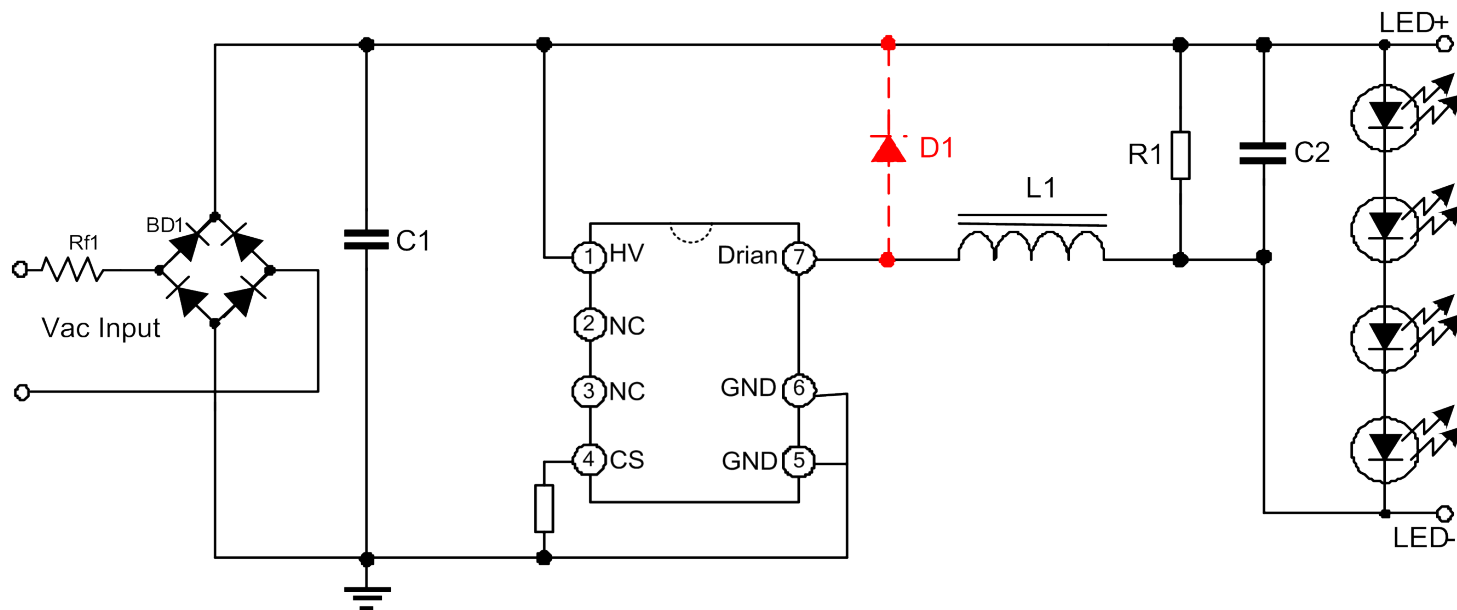 LED+
D1
R1
C2
L1
BD1
Rf1
C1
1 HV
Drian 7
Vac Input
2 NC
3 NC
GND 6
4 CS
GND 5
LED-